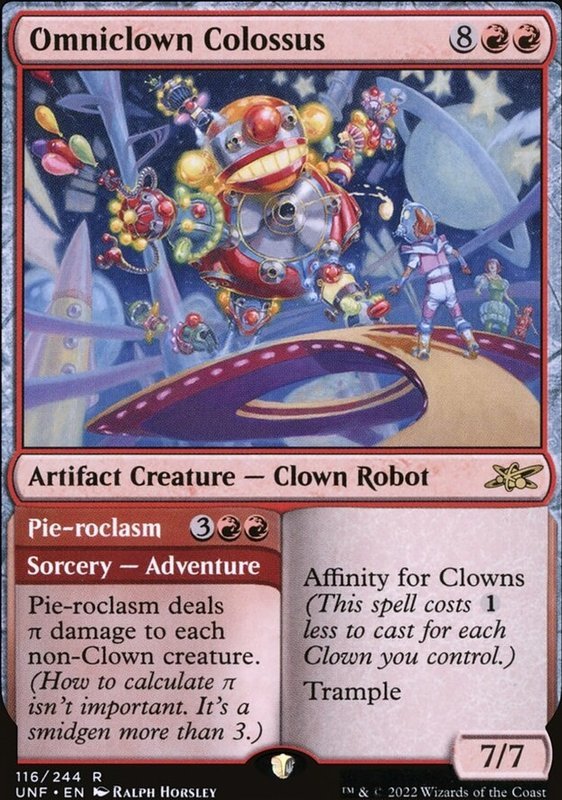 Omniclown Colossus 8
Artifact Creature — Clown Robot
Pie-roclasm 3
Sorcery — Adventure
Pie-roclasm deals
π damage to each
non-Clown creature.
(How to calculate π
isn't important. It's a
smidgen more than 3.)
Affinity for Clowns
(This spell costs 1
less to cast for each
Clown you control.)
Trample
7/7
116/244 R
UNF • EN RALPH HORSLEY
™ & © 2022 Wizards of the Coast